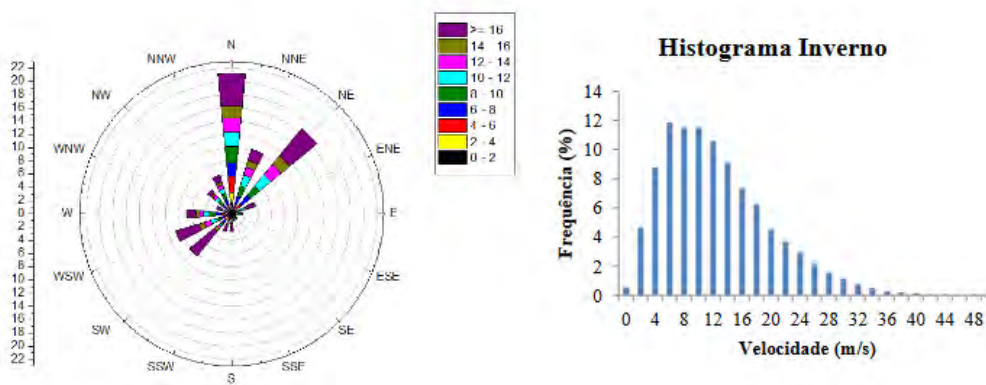 N
NNE
NE
ENE
E
ESE
SE
SSE
S
SSW
SW
WSW
W
WNW
NW
NNW
22
20
18
16
14
12
10
8
6
4
2
0
2
4
6
8
10
12
14
16
18
20
22
>= 16
14 - 16
12 - 14
10 - 12
8 - 10
6 - 8
4 - 6
2 - 4
0 - 2
Histograma Inverno
Frequência (%)
14
12
10
8
6
4
2
0
0 4 8 12 16 20 24 28 32 36 40 44 48
Velocidade (m/s)